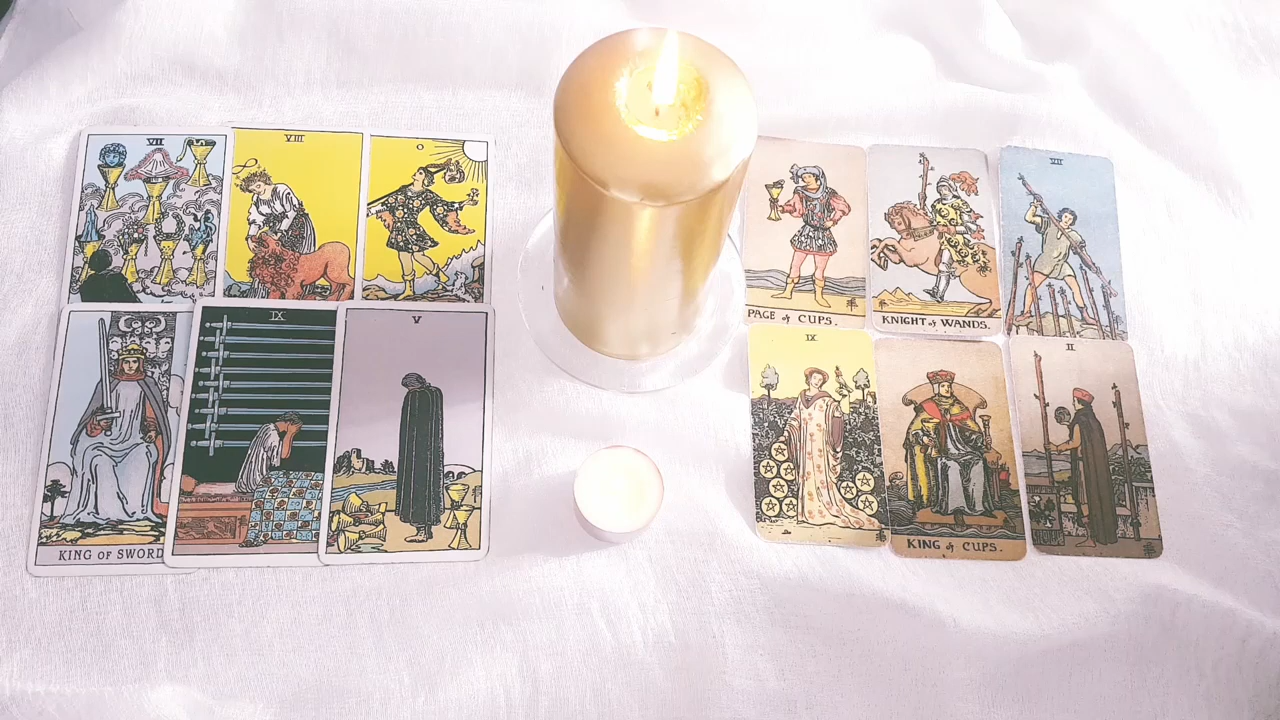 VII
VIII
0
KING OF SWORD
IX
V
PAGE of CUPS.
KNIGHT of WANDS.
VII
IX
KING of CUPS.
II